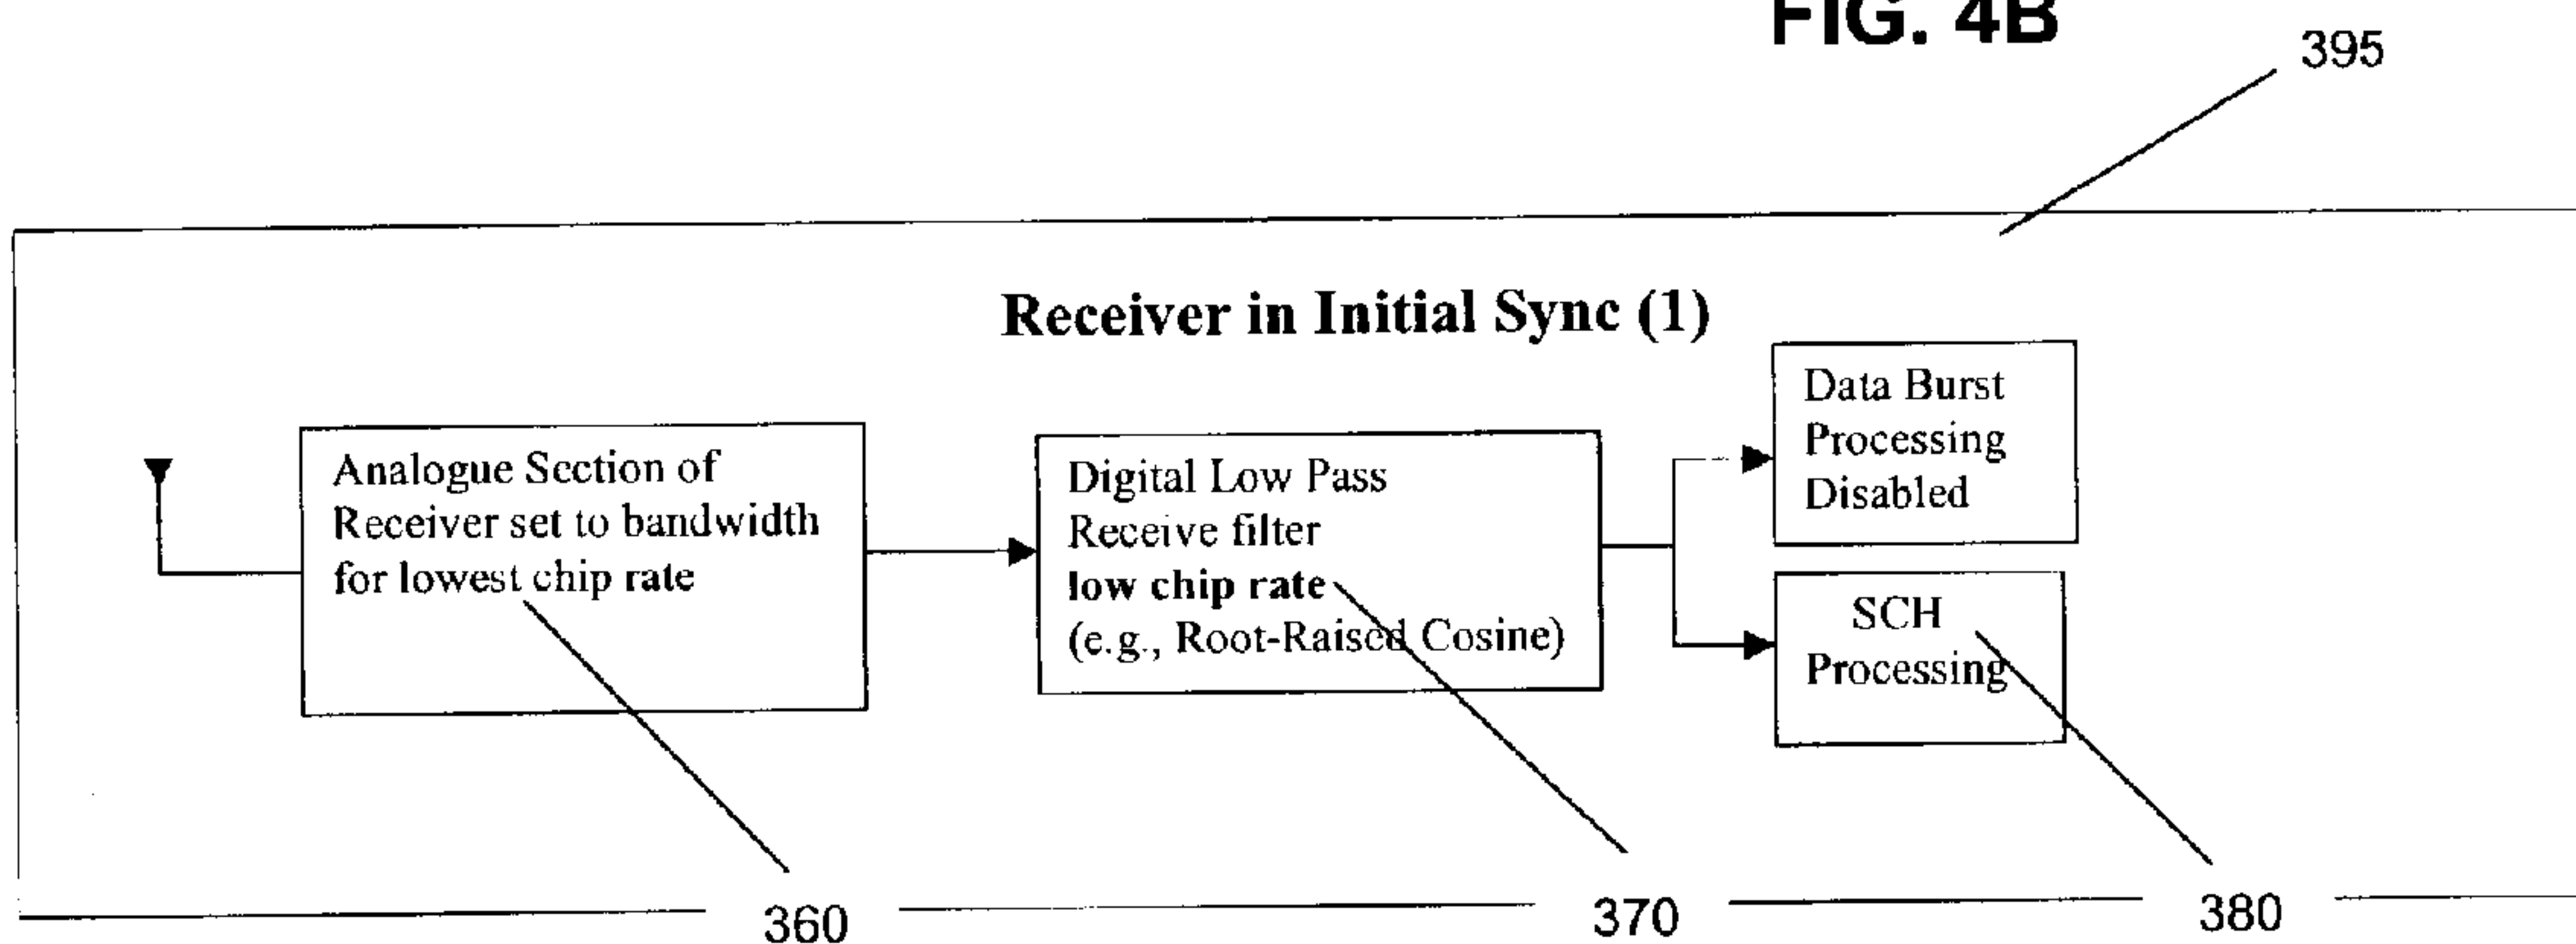 FIG. 4B
395
Receiver in Initial Sync (1)
Analogue Section of
Receiver set to bandwidth
for lowest chip rate
Digital Low Pass
Receive filter
low chip rate
(e.g., Root-Raised Cosine)
Data Burst
Processing
Disabled
SCH
Processing
360
370
380